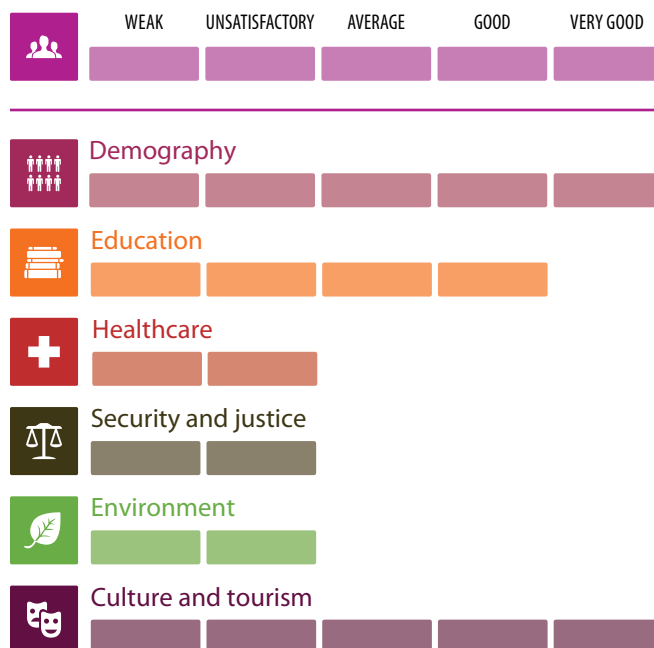 WEAK UNSATISFACTORY AVERAGE GOOD VERY GOOD
Demography
Education
Healthcare
Security and justice
Environment
Culture and tourism